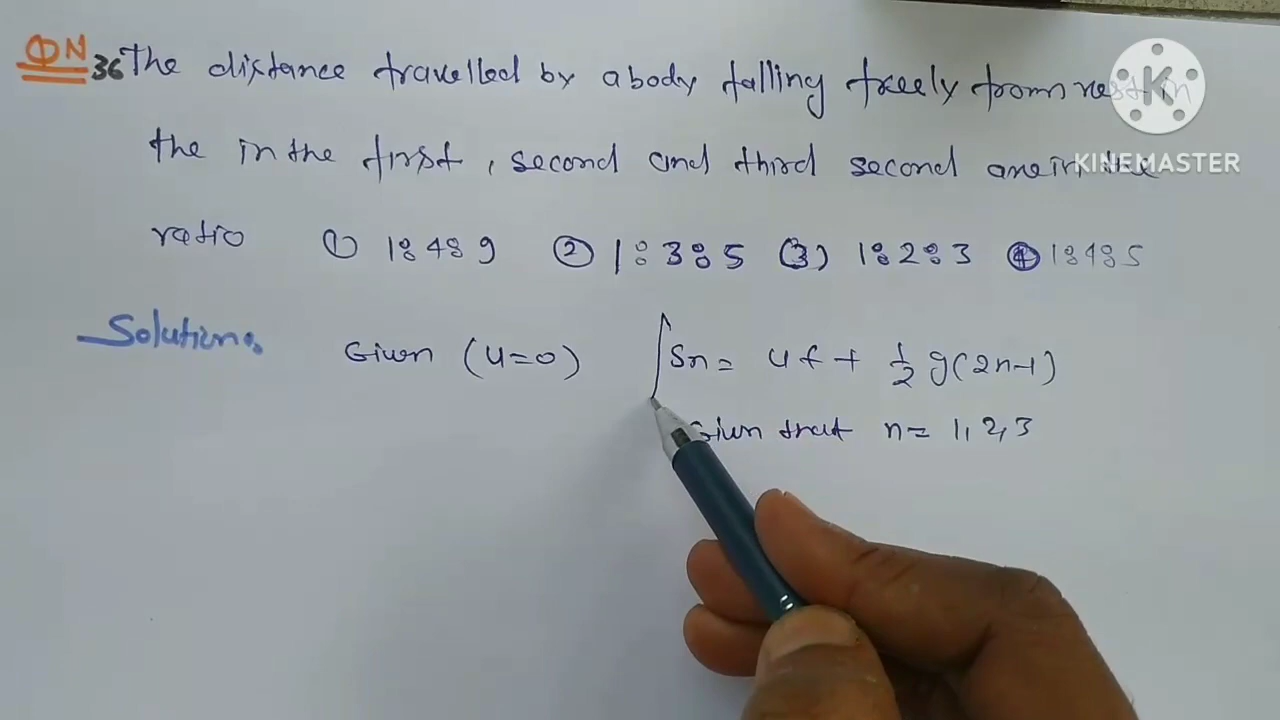 QN 36 The distance travelled by a body falling freely from rest in
the in the first, second and third second are in the
ratio 1) 1:4:9 2) 1:3:5 3) 1:2:3 4) 1:4:5
Solution. Given (u=0) Sn = ut + 1/2 g(2n-1)
Given that n= 1,2,3
KINEMASTER